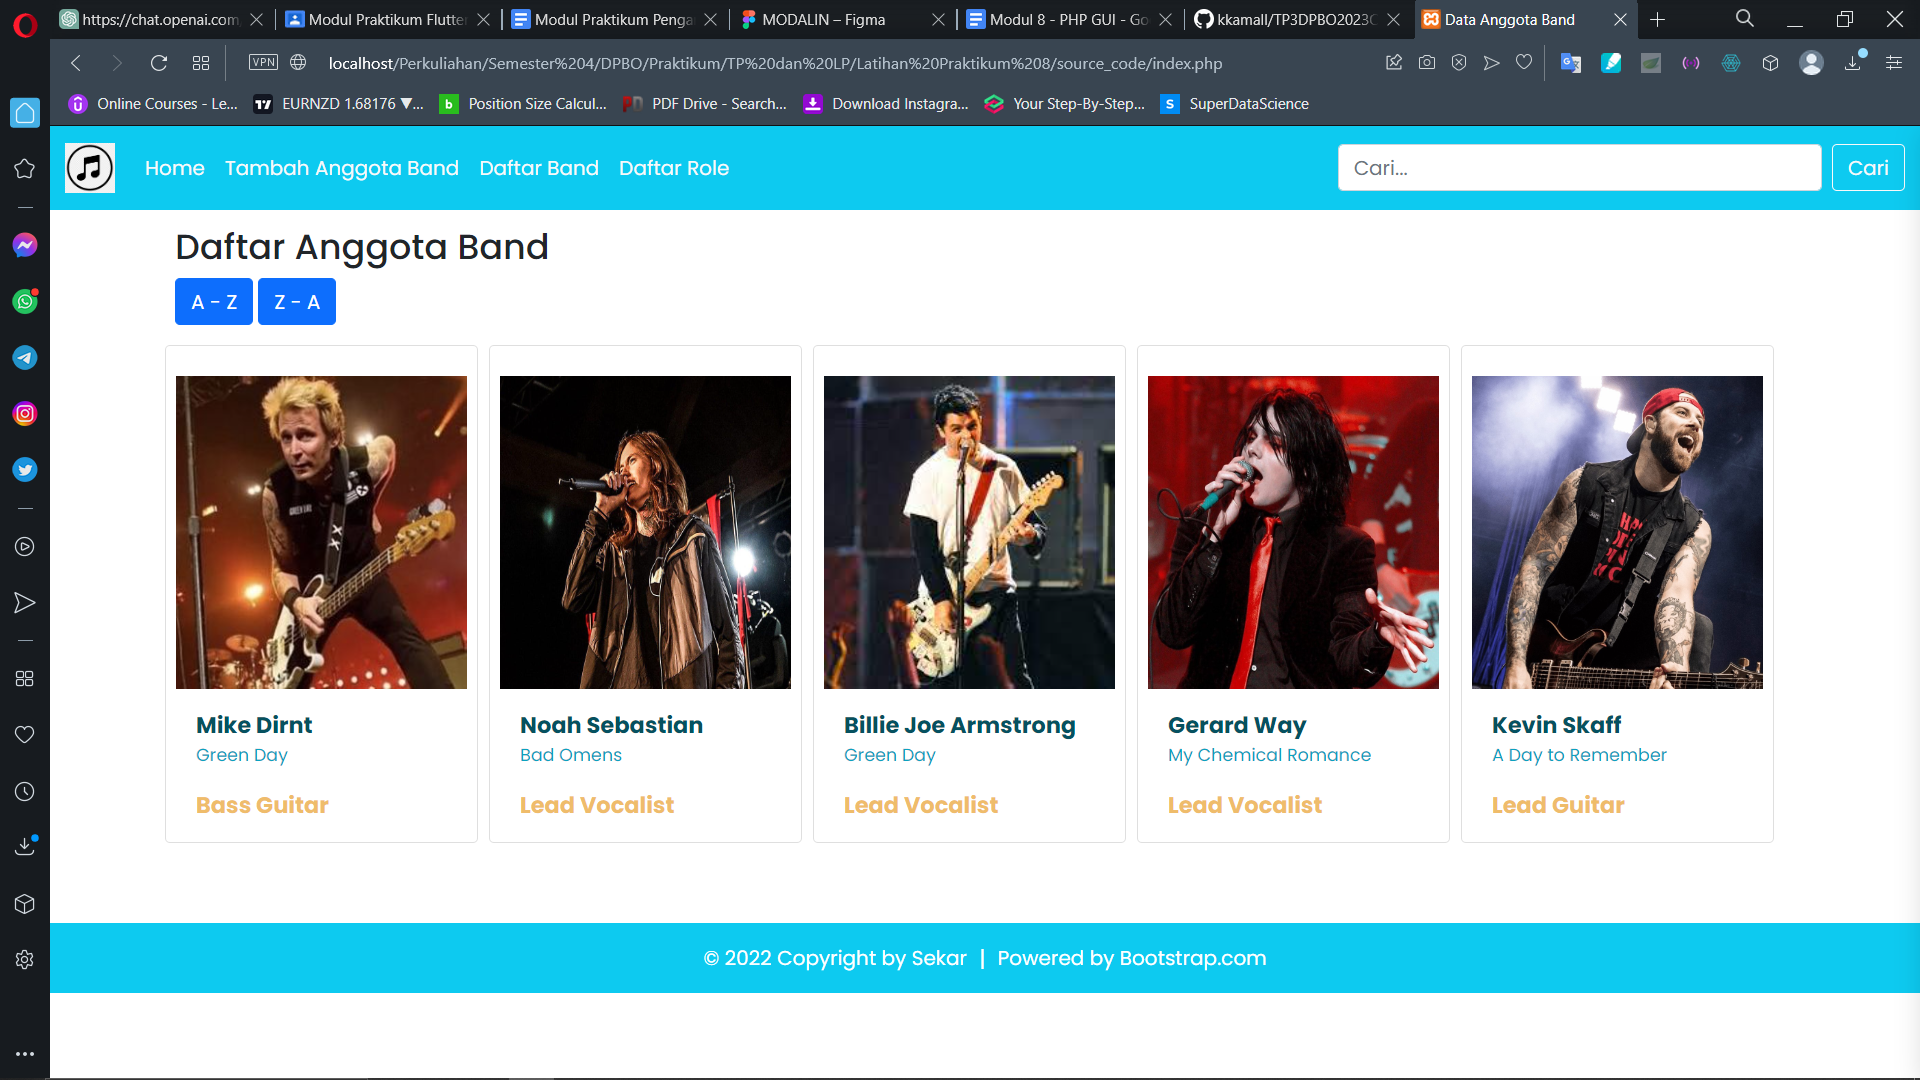 https://chat.openai.com
Modul Praktikum Flutte
Modul Praktikum Penga
MODALIN – Figma
Modul 8 - PHP GUI - Go
kkamall/TP3DPBO2023C
Data Anggota Band
VPN
localhost/Perkuliahan/Semester%204/DPBO/Praktikum/TP%20dan%20LP/Latihan%20Praktikum%208/source_code/index.php
Online Courses - Le...
EURNZD 1.68176 ▼...
Position Size Calcul...
PDF Drive - Search...
Download Instagra...
Your Step-By-Step...
SuperDataScience
Home
Tambah Anggota Band
Daftar Band
Daftar Role
Cari...
Cari
Daftar Anggota Band
A - Z
Z - A
Mike Dirnt
Green Day
Bass Guitar
Noah Sebastian
Bad Omens
Lead Vocalist
Billie Joe Armstrong
Green Day
Lead Vocalist
Gerard Way
My Chemical Romance
Lead Vocalist
Kevin Skaff
A Day to Remember
Lead Guitar
© 2022 Copyright by Sekar | Powered by Bootstrap.com